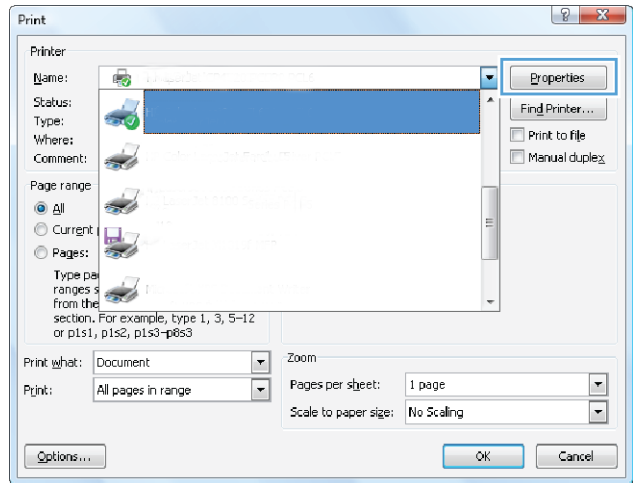 Print
Printer
Name:
Properties
Status:
Find Printer...
Type:
Where:
Print to file
Comment:
Manual duplex
Page range
All
Current
Pages:
Type pa
ranges s
from the
section. For example, type 1, 3, 5–12
or p1s1, p1s2, p1s3–p8s3
Print what: Document
Print: All pages in range
Zoom
Pages per sheet: 1 page
Scale to paper size: No Scaling
Options...
OK
Cancel